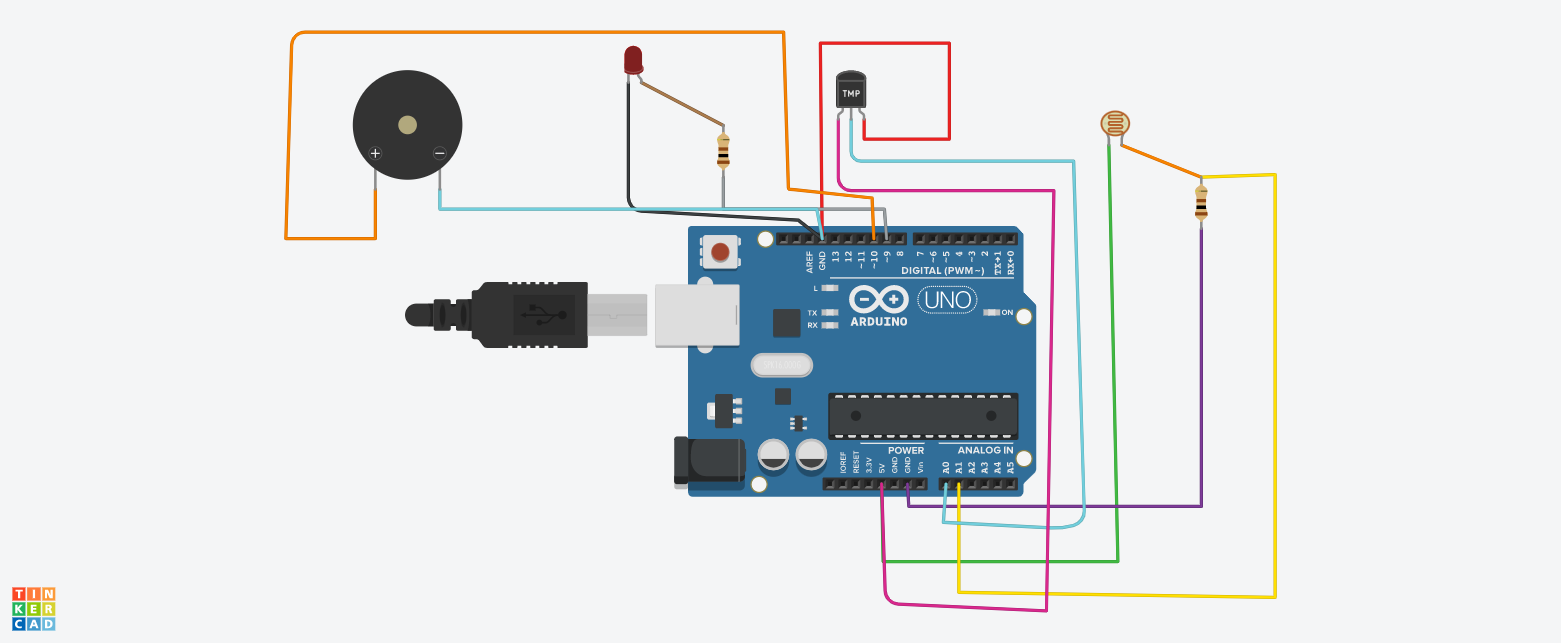 TMP
+
−
AREF
GND
13
12
~11
~10
~9
8
7
~6
~5
4
~3
2
TX→1
RX←0
DIGITAL (PWM~)
L
TX
RX
UNO
ARDUINO
ON
POWER
ANALOG IN
IOREF
RESET
3.3V
5V
GND
GND
Vin
A0
A1
A2
A3
A4
A5
TIN
KER
CAD